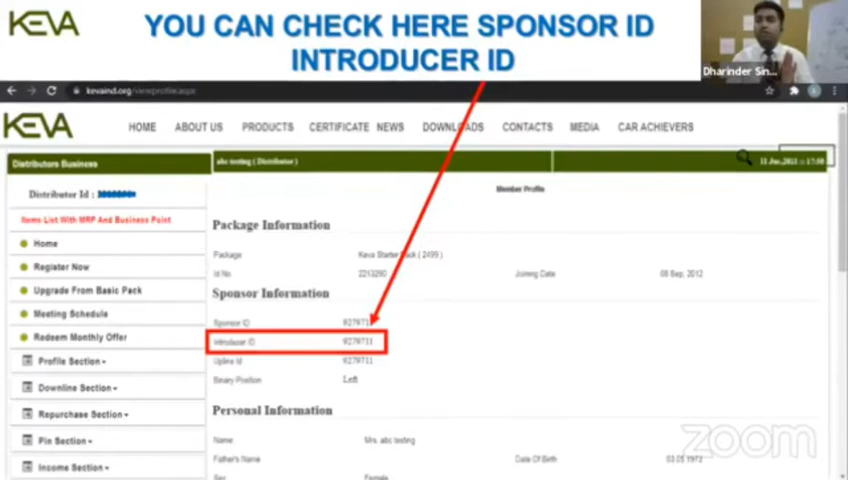 KEVA
YOU CAN CHECK HERE SPONSOR ID
INTRODUCER ID
Dharinder Sin...
kevaind.org/viewprofile.aspx
KEVA
HOME ABOUT US PRODUCTS CERTIFICATE NEWS DOWNLOADS CONTACTS MEDIA CAR ACHIEVERS
Distributors Business
abc testing ( Distributor )
Distributor Id :
Member Profile
Items List With MRP And Business Point
Home
Register Now
Upgrade From Basic Pack
Meeting Schedule
Redeem Monthly Offer
Profile Section
Downline Section
Repurchase Section
Pin Section
Income Section
Package Information
Package Keva Starter Pack ( 2499 )
Id No 2213290 Joining Date 08 Sep, 2012
Sponsor Information
Sponsor ID
Introducer ID 9279711
Upline Id 9279711
Binary Position Left
Personal Information
Name Mrs. abc testing
Father's Name Date Of Birth 03 05 1972
Sex Female
zoom